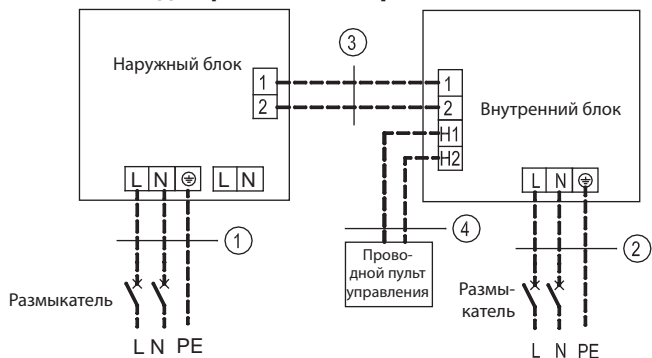 3
Наружный блок
1
2
1
2
H1
H2
Внутренний блок
L N L N
L N
1
4
2
Прово-
дной пульт
управления
Размыкатель
Размы-
катель
L N PE
L N PE